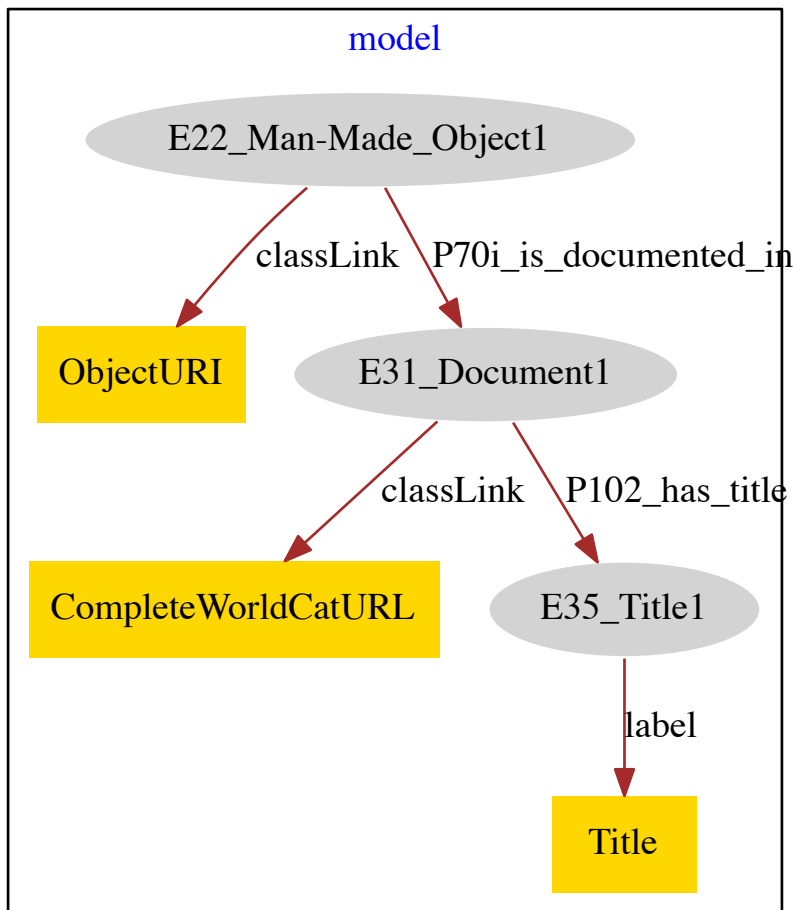 model
E22_Man-Made_Object1
classLink
P70i_is_documented_in
ObjectURI
E31_Document1
classLink
P102_has_title
CompleteWorldCatURL
E35_Title1
label
Title